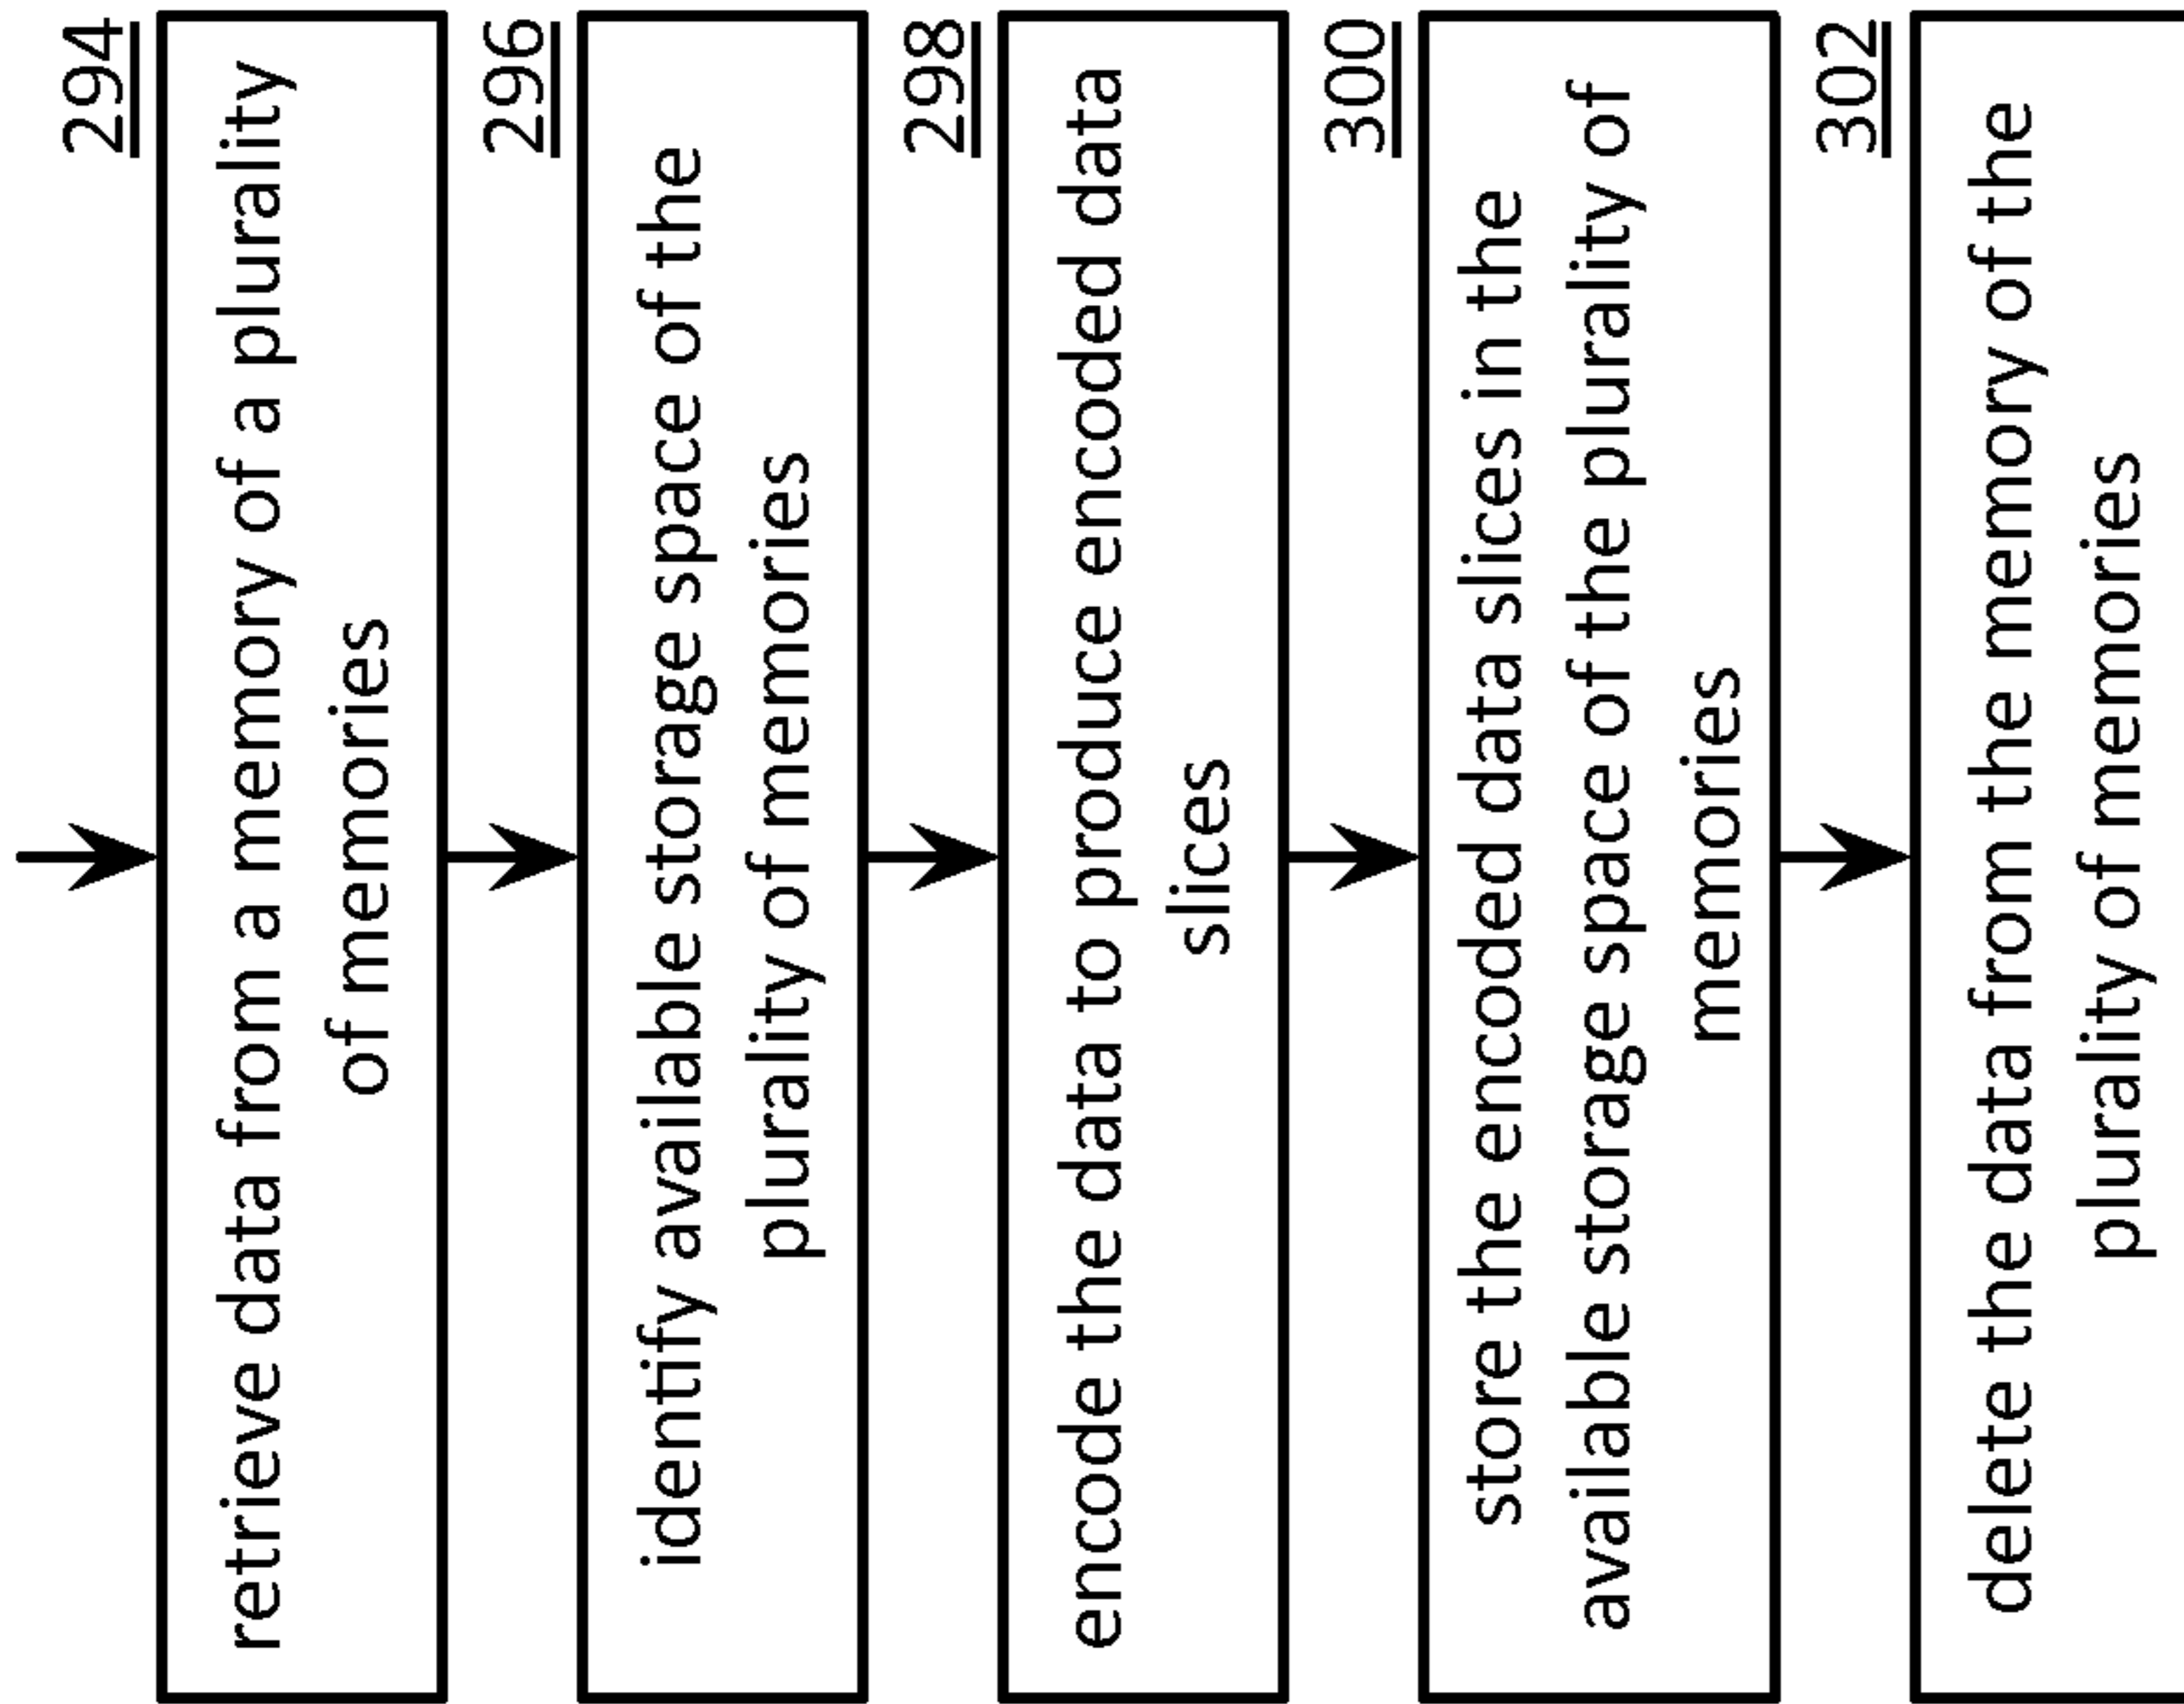 294
retrieve data from a memory of a plurality
of memories
296
identify available storage space of the
plurality of memories
298
encode the data to produce encoded data
slices
300
store the encoded data slices in the
available storage space of the plurality of
memories
302
delete the data from the memory of the
plurality of memories